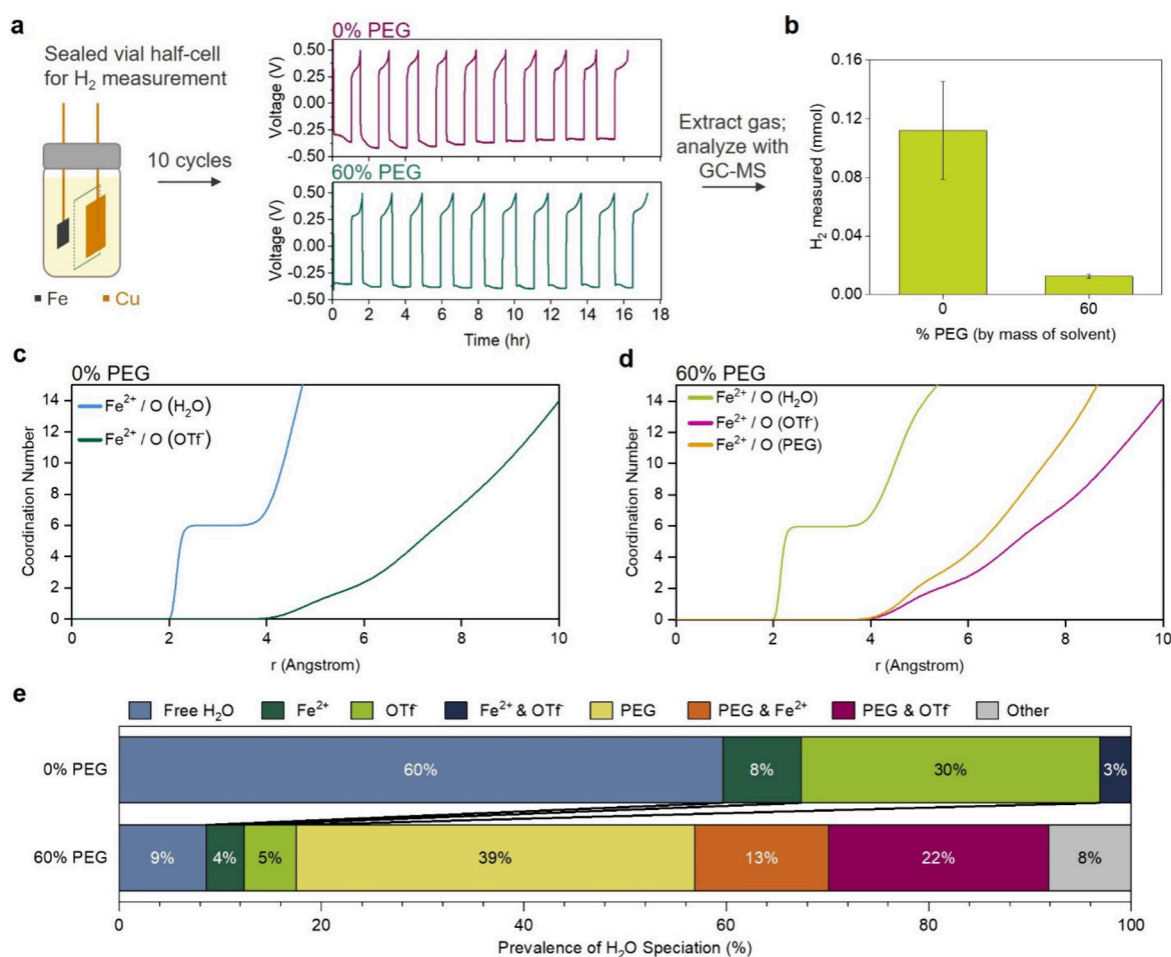 a
Sealed vial half-cell
for H₂ measurement
Fe
Cu
10 cycles
0% PEG
Voltage (V)
0.50
0.25
0.00
-0.25
-0.50
60% PEG
Voltage (V)
0.50
0.25
0.00
-0.25
-0.50
0 2 4 6 8 10 12 14 16 18
Time (hr)
Extract gas;
analyze with
GC-MS
b
H₂ measured (mmol)
0.16
0.12
0.08
0.04
0.00
0 60
% PEG (by mass of solvent)
c
0% PEG
Coordination Number
14
12
10
8
6
4
2
0
Fe²⁺ / O (H₂O)
Fe²⁺ / O (OTf⁻)
0 2 4 6 8 10
r (Angstrom)
d
60% PEG
Coordination Number
14
12
10
8
6
4
2
0
Fe²⁺ / O (H₂O)
Fe²⁺ / O (OTf⁻)
Fe²⁺ / O (PEG)
0 2 4 6 8 10
r (Angstrom)
e
Free H₂O Fe²⁺ OTf⁻ Fe²⁺ & OTf⁻ PEG PEG & Fe²⁺ PEG & OTf⁻ Other
0% PEG 60% 8% 30% 3%
60% PEG 9% 4% 5% 39% 13% 22% 8%
0 20 40 60 80 100
Prevalence of H₂O Speciation (%)